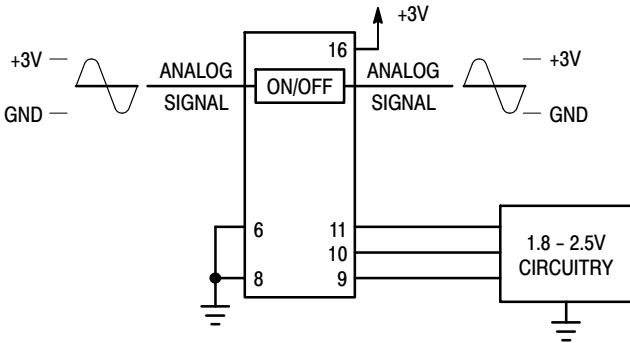 +3V
16
+3V
ANALOG
SIGNAL
ON/OFF
ANALOG
SIGNAL
+3V
GND
GND
6
11
10
8
9
1.8 – 2.5V
CIRCUITRY